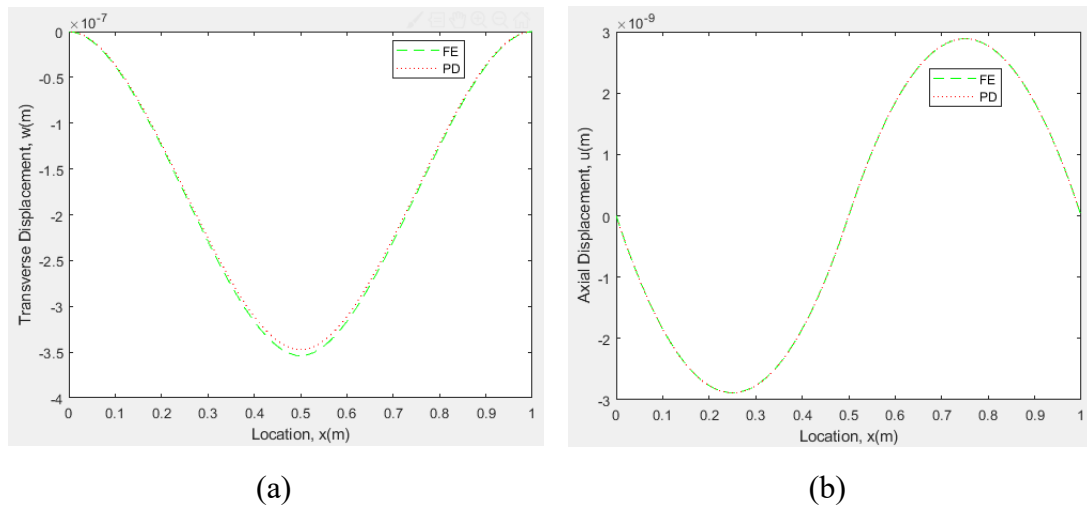 ×10⁻⁷
0
-0.5
-1
-1.5
-2
-2.5
-3
-3.5
-4
Transverse Displacement, w(m)
FE
PD
0 0.1 0.2 0.3 0.4 0.5 0.6 0.7 0.8 0.9 1
Location, x(m)
(a)
×10⁻⁹
3
2
1
0
-1
-2
-3
Axial Displacement, u(m)
FE
PD
0 0.1 0.2 0.3 0.4 0.5 0.6 0.7 0.8 0.9 1
Location, x(m)
(b)